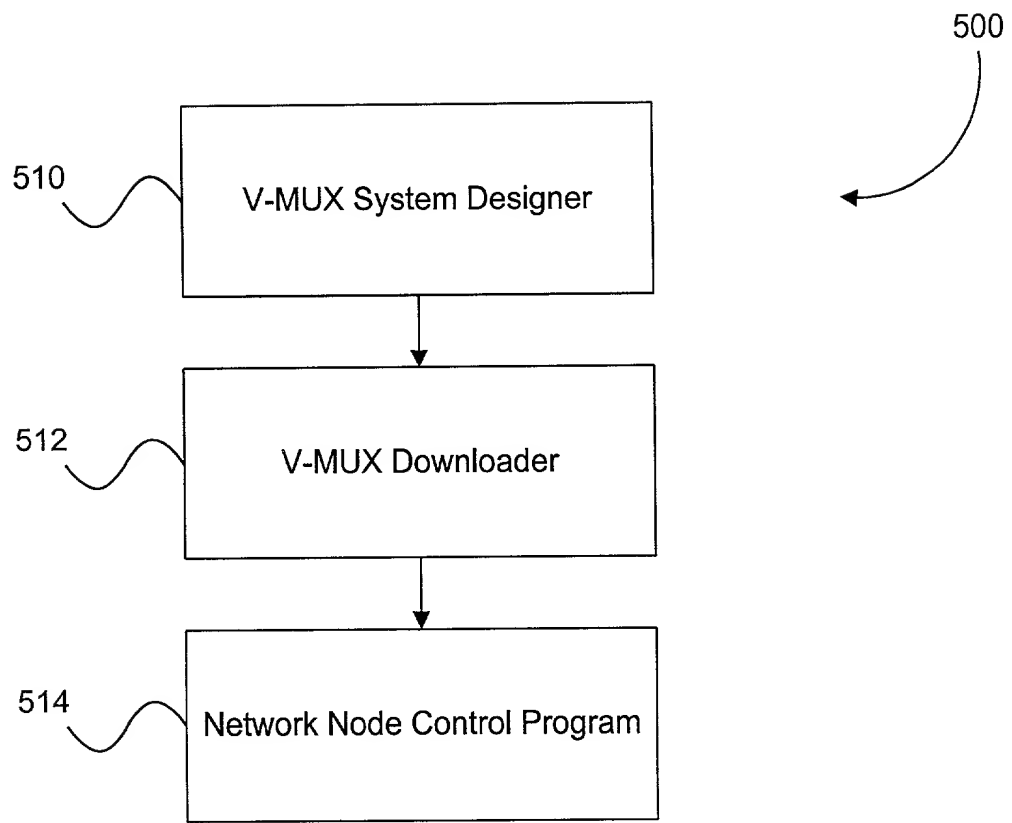 500
510
V-MUX System Designer
512
V-MUX Downloader
514
Network Node Control Program